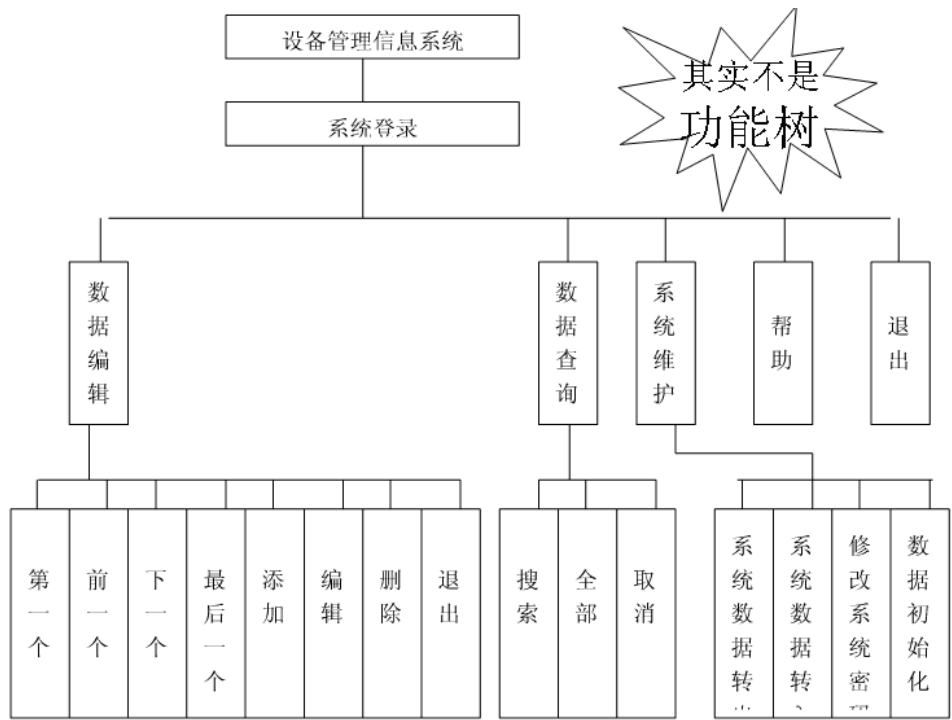 设备管理信息系统
其实不是
功能树
系统登录
数据编辑
数据查询
系统维护
帮助
退出
第一个
前一个
下一个
最后一个
添加
编辑
删除
退出
搜索
全部
取消
系统数据转
系统数据转
修改系统密
数据初始化